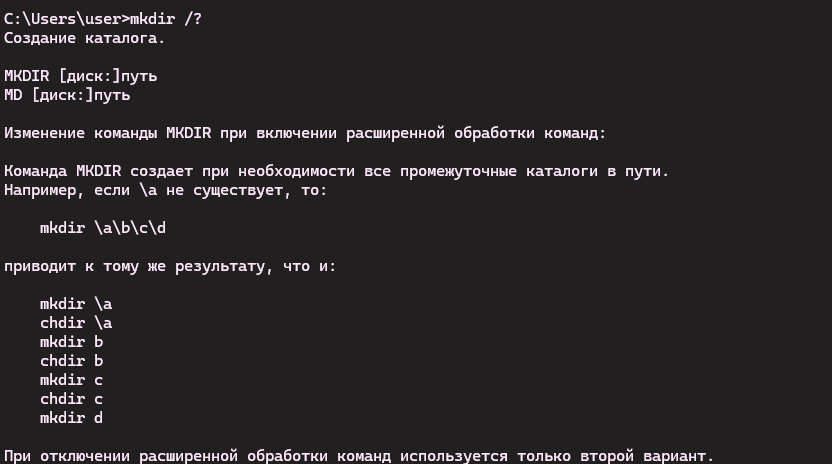 C:\Users\user>mkdir /?
Создание каталога.

MKDIR [диск:]путь
MD [диск:]путь

Изменение команды MKDIR при включении расширенной обработки команд:

Команда MKDIR создает при необходимости все промежуточные каталоги в пути.
Например, если \a не существует, то:

    mkdir \a\b\c\d

приводит к тому же результату, что и:

    mkdir \a
    chdir \a
    mkdir b
    chdir b
    mkdir c
    chdir c
    mkdir d

При отключении расширенной обработки команд используется только второй вариант.